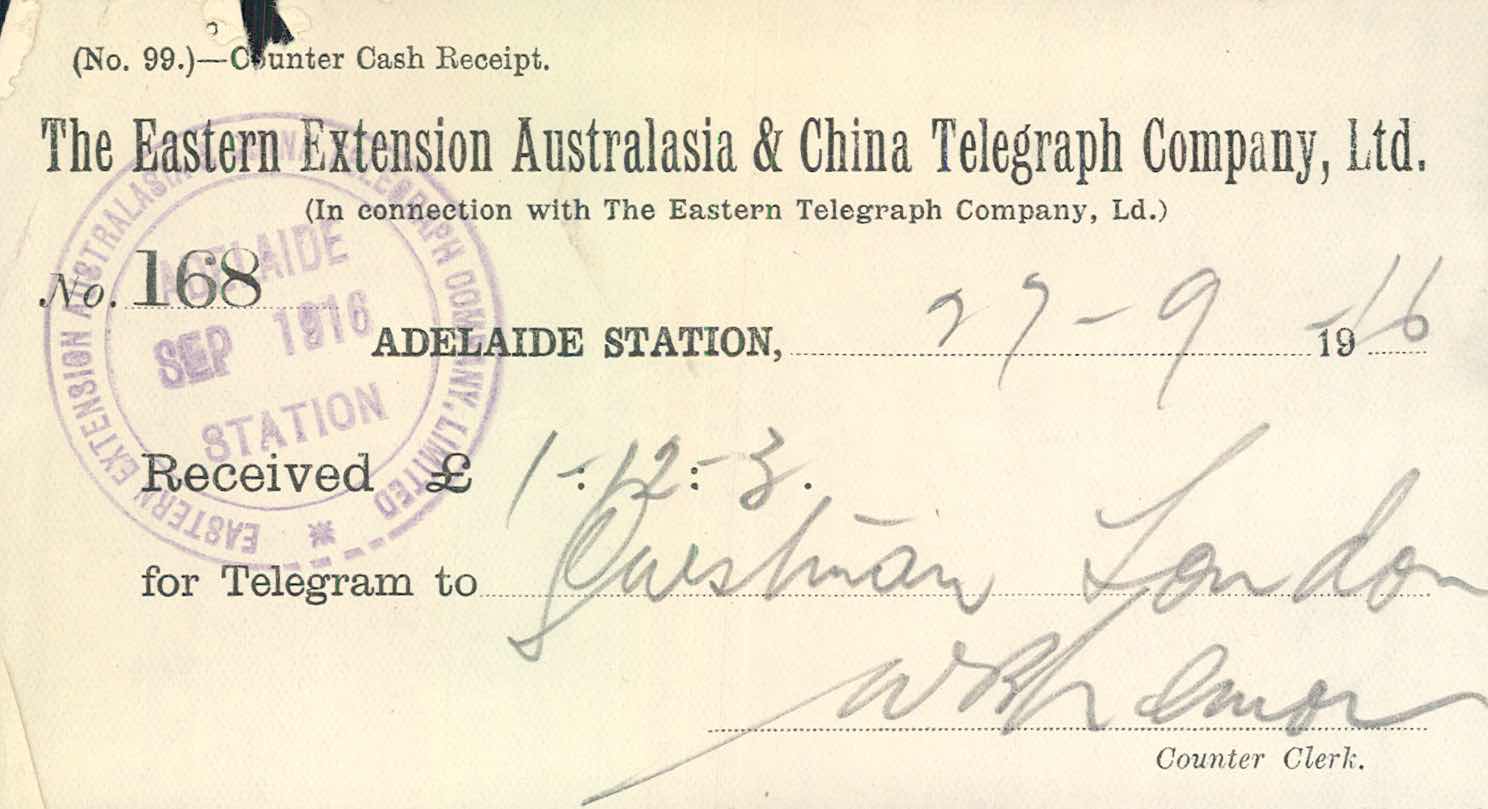 (No. 99.)—Counter Cash Receipt.
The Eastern Extension Australasia & China Telegraph Company, Ltd.
(In connection with The Eastern Telegraph Company, Ld.)
No. 168
ADELAIDE STATION, 27-9-1916
Received £ 1-:12:-3.
for Telegram to London
Counter Clerk.
EASTERN EXTENSION AUSTRALASIA TELEGRAPH COMPANY, LIMITED
ADELAIDE
SEP 1916
STATION